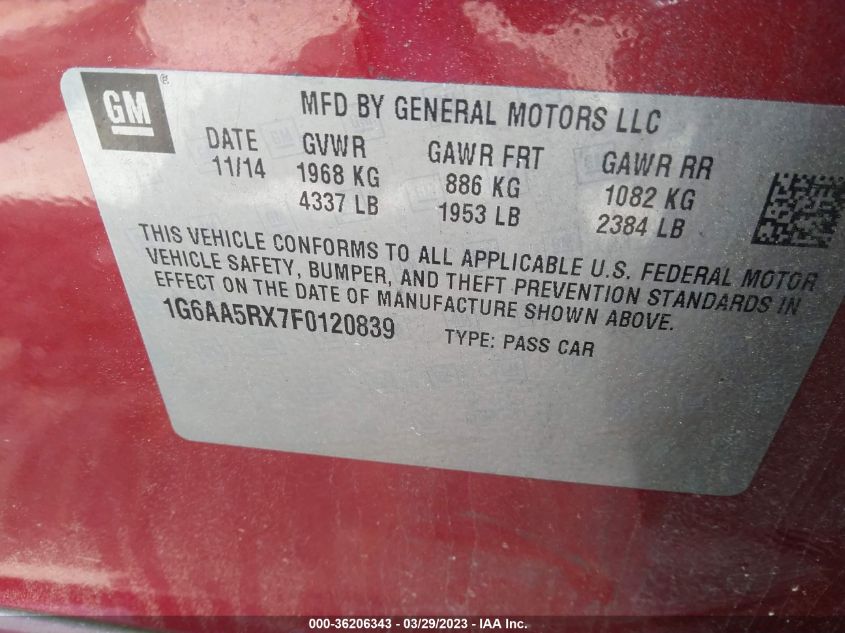 GM
MFD BY GENERAL MOTORS LLC
DATE GVWR GAWR FRT GAWR RR
11/14 1968 KG 886 KG 1082 KG
4337 LB 1953 LB 2384 LB
THIS VEHICLE CONFORMS TO ALL APPLICABLE U.S. FEDERAL MOTOR
VEHICLE SAFETY, BUMPER, AND THEFT PREVENTION STANDARDS IN
EFFECT ON THE DATE OF MANUFACTURE SHOWN ABOVE.
1G6AA5RX7F0120839 TYPE: PASS CAR
000-36206343 / 03/29/2023 - IAA Inc.